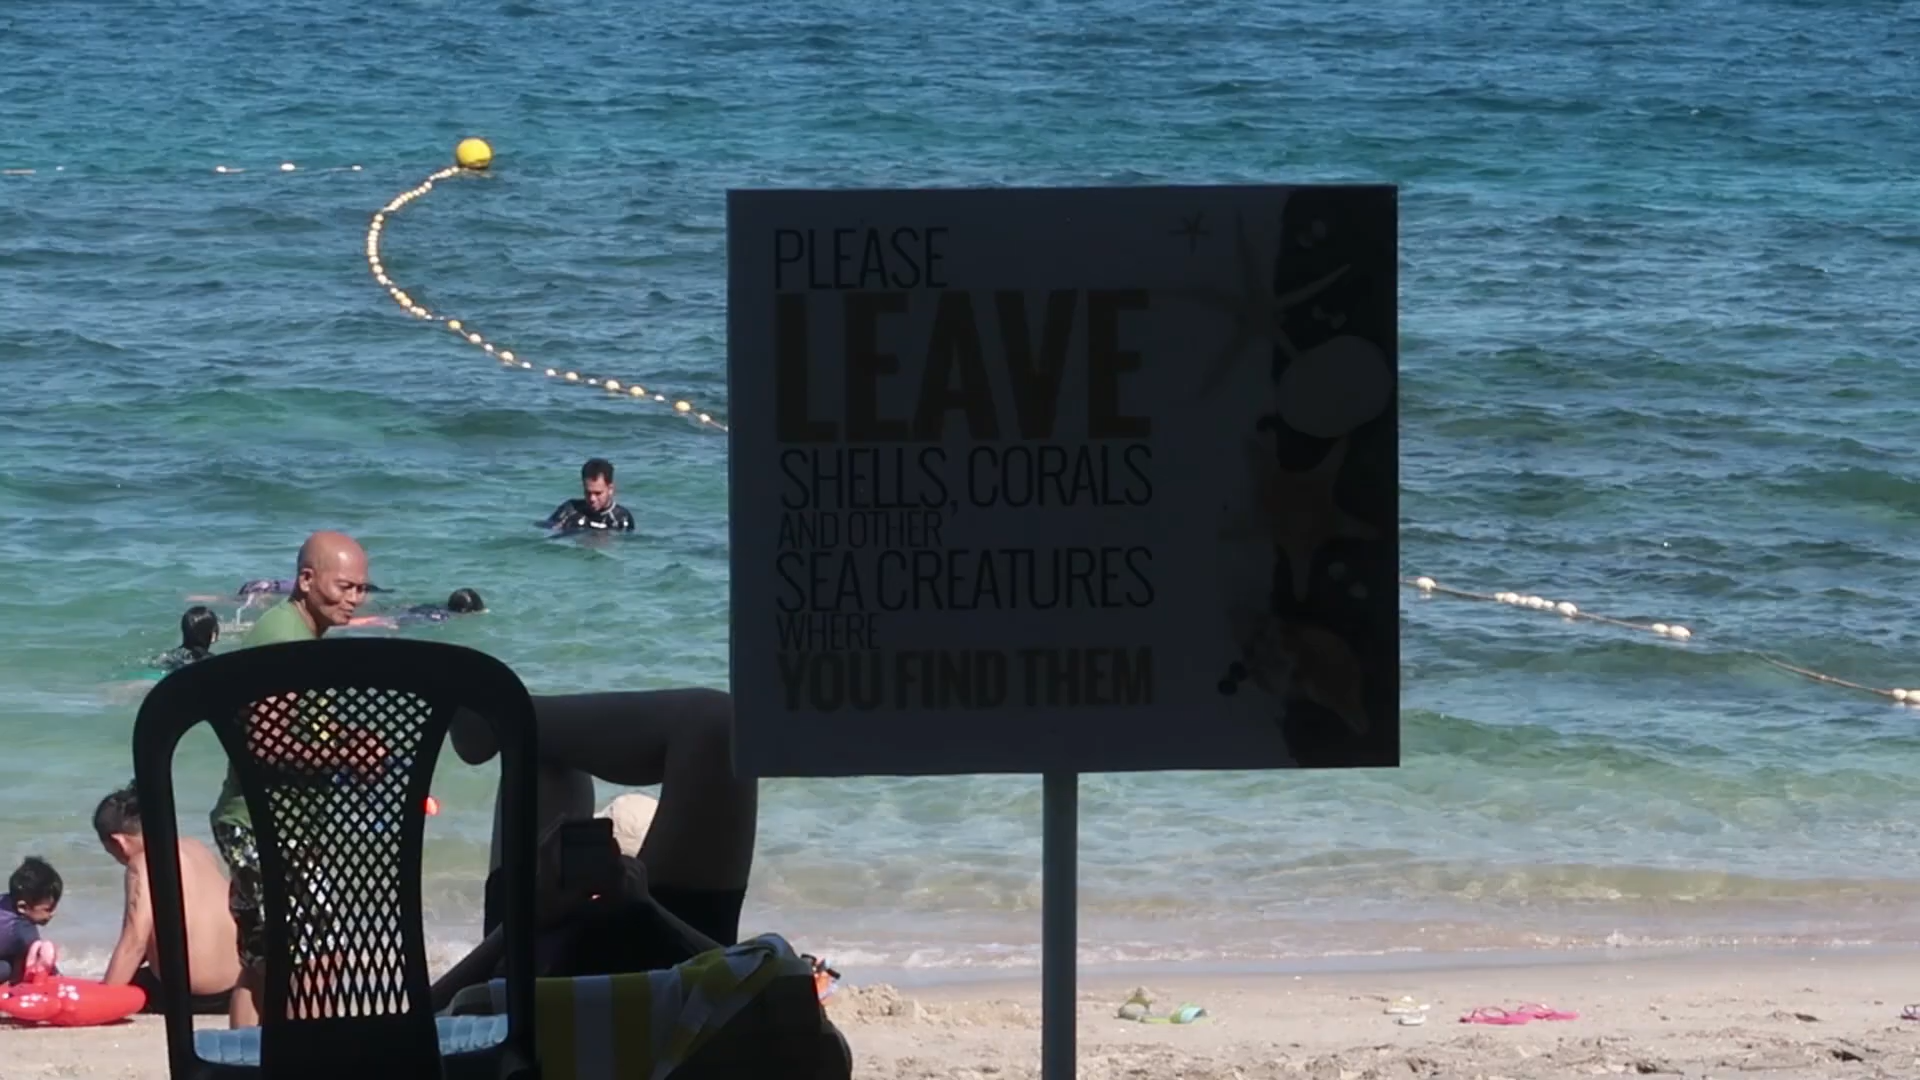 PLEASE
LEAVE
SHELLS, CORALS
AND OTHER
SEA CREATURES
WHERE
YOU FIND THEM